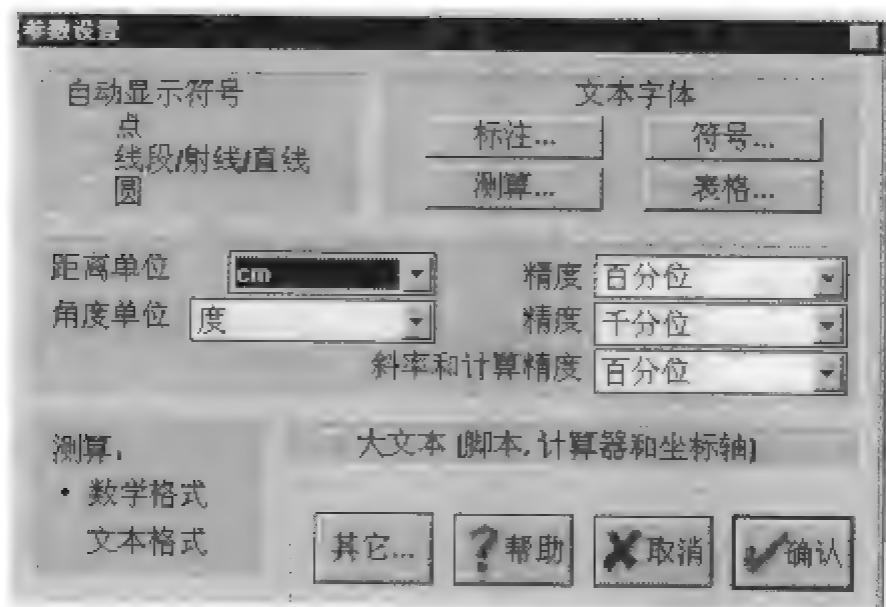 参数设置
自动显示符号
点
线段/射线/直线
圆
文本字体
标注...
符号...
测算...
表格...
距离单位
cm
精度
百分位
角度单位
度
精度
千分位
斜率和计算精度
百分位
测算:
数学格式
文本格式
大文本 (脚本,计算器和坐标轴)
其它...
帮助
取消
确认